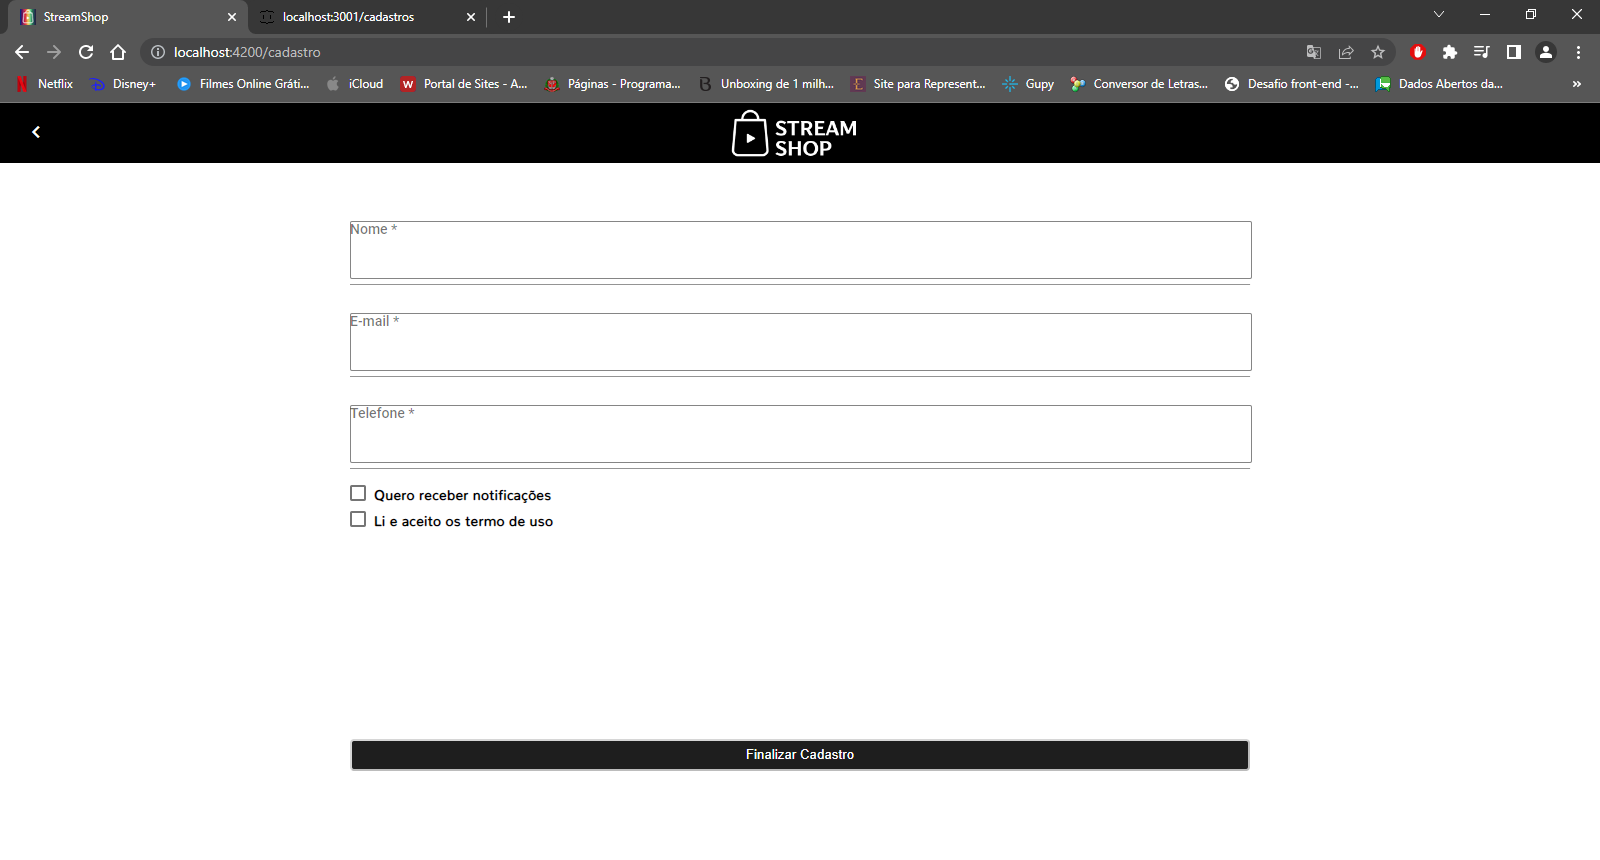 StreamShop
localhost:3001/cadastros
localhost:4200/cadastro
Netflix
Disney+
Filmes Online Gráti...
iCloud
Portal de Sites - A...
Páginas - Programa...
Unboxing de 1 milh...
Site para Represent...
Gupy
Conversor de Letras...
Desafio front-end -...
Dados Abertos da...
STREAM
SHOP
Nome *
E-mail *
Telefone *
Quero receber notificações
Li e aceito os termo de uso
Finalizar Cadastro